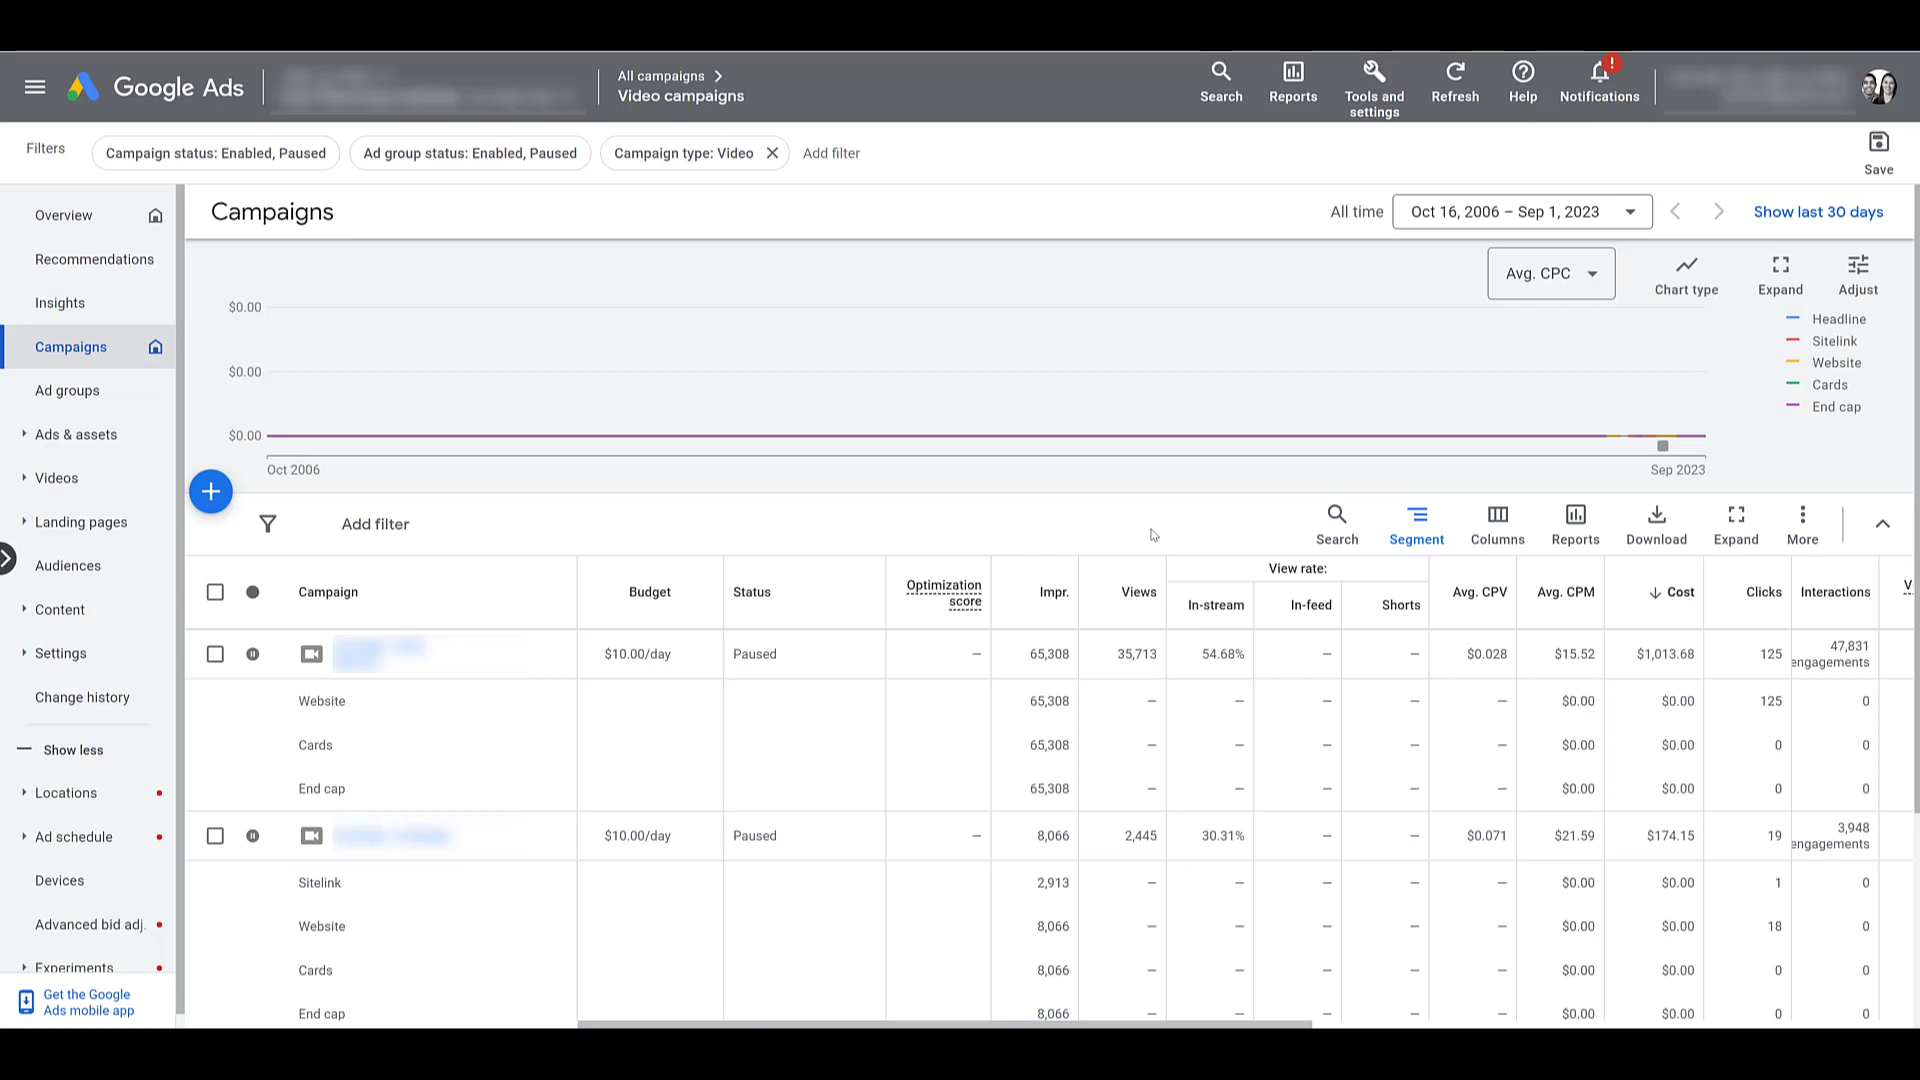 Google Ads
All campaigns
Video campaigns
Search
Reports
Tools and
settings
Refresh
Help
!
Notifications
Filters
Campaign status: Enabled, Paused
Ad group status: Enabled, Paused
Campaign type: Video
Add filter
Save
Overview
Recommendations
Insights
Campaigns
Ad groups
Ads & assets
Videos
Landing pages
Audiences
Content
Settings
Change history
Show less
Locations
Ad schedule
Devices
Advanced bid adj.
Experiments
Get the Google
Ads mobile app
Campaigns
All time
Oct 16, 2006 – Sep 1, 2023
Show last 30 days
Avg. CPC
Chart type
Expand
Adjust
$0.00
$0.00
$0.00
Oct 2006
Sep 2023
Headline
Sitelink
Website
Cards
End cap
Add filter
Search
Segment
Columns
Reports
Download
Expand
More
View rate:
Campaign Budget Status Optimization score Impr. Views In-stream In-feed Shorts Avg. CPV Avg. CPM Cost Clicks Interactions V
$10.00/day Paused – 65,308 35,713 54.68% – – $0.028 $15.52 $1,013.68 125 47,831 engagements
Website 65,308 – – – – – $0.00 $0.00 125 0
Cards 65,308 – – – – – $0.00 $0.00 0 0
End cap 65,308 – – – – – $0.00 $0.00 0 0
$10.00/day Paused – 8,066 2,445 30.31% – – $0.071 $21.59 $174.15 19 3,948 engagements
Sitelink 2,913 – – – – – $0.00 $0.00 1 0
Website 8,066 – – – – – $0.00 $0.00 18 0
Cards 8,066 – – – – – $0.00 $0.00 0 0
End cap 8,066 – – – – – $0.00 $0.00 0 0